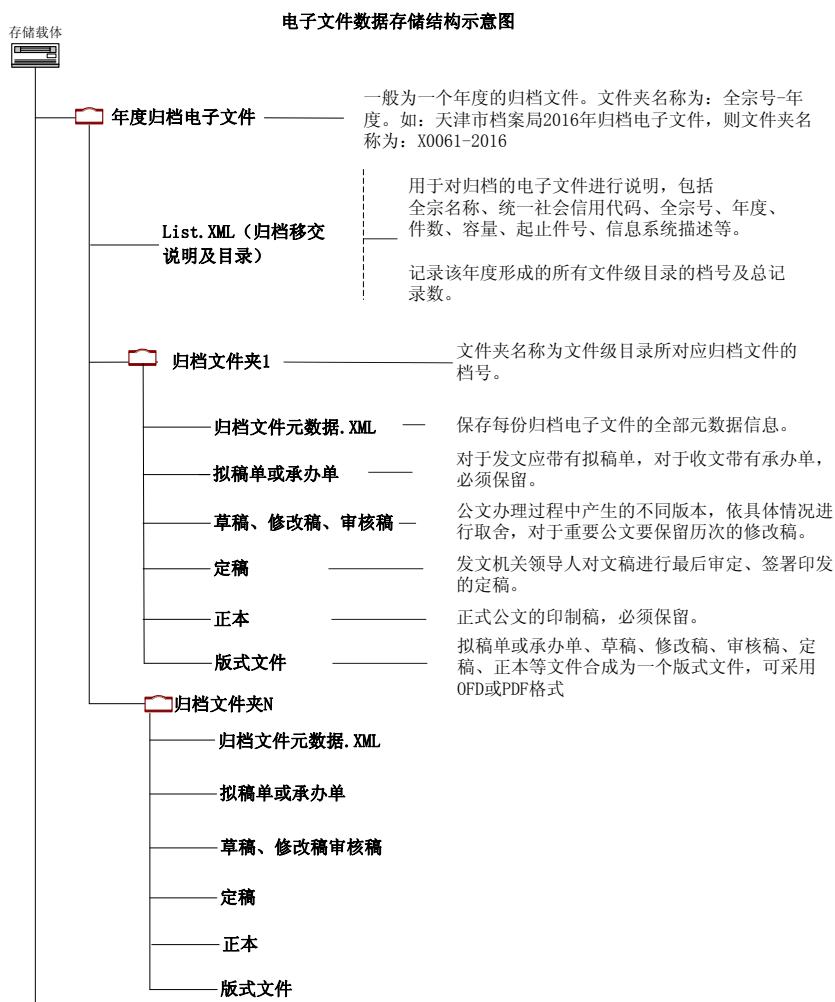 电子文件数据存储结构示意图
存储载体
年度归档电子文件
一般为一个年度的归档文件。文件夹名称为：全宗号-年
度。如：天津市档案局2016年归档电子文件，则文件夹名
称为：X0061-2016
List.XML（归档移交
说明及目录）
用于对归档的电子文件进行说明，包括
全宗名称、统一社会信用代码、全宗号、年度、
件数、容量、起止件号、信息系统描述等。
记录该年度形成的所有文件级目录的档号及总记
录数。
归档文件夹1
文件夹名称为文件级目录所对应归档文件的
档号。
归档文件元数据.XML
保存每份归档电子文件的全部元数据信息。
拟稿单或承办单
对于发文应带有拟稿单，对于收文带有承办单，
必须保留。
草稿、修改稿、审核稿
公文办理过程中产生的不同版本，依具体情况进
行取舍，对于重要公文要保留历次的修改稿。
定稿
发文机关领导人对文稿进行最后审定、签署印发
的定稿。
正本
正式公文的印制稿，必须保留。
版式文件
拟稿单或承办单、草稿、修改稿、审核稿、定
稿、正本等文件合成为一个版式文件，可采用
OFD或PDF格式
归档文件夹N
归档文件元数据.XML
拟稿单或承办单
草稿、修改稿审核稿
定稿
正本
版式文件